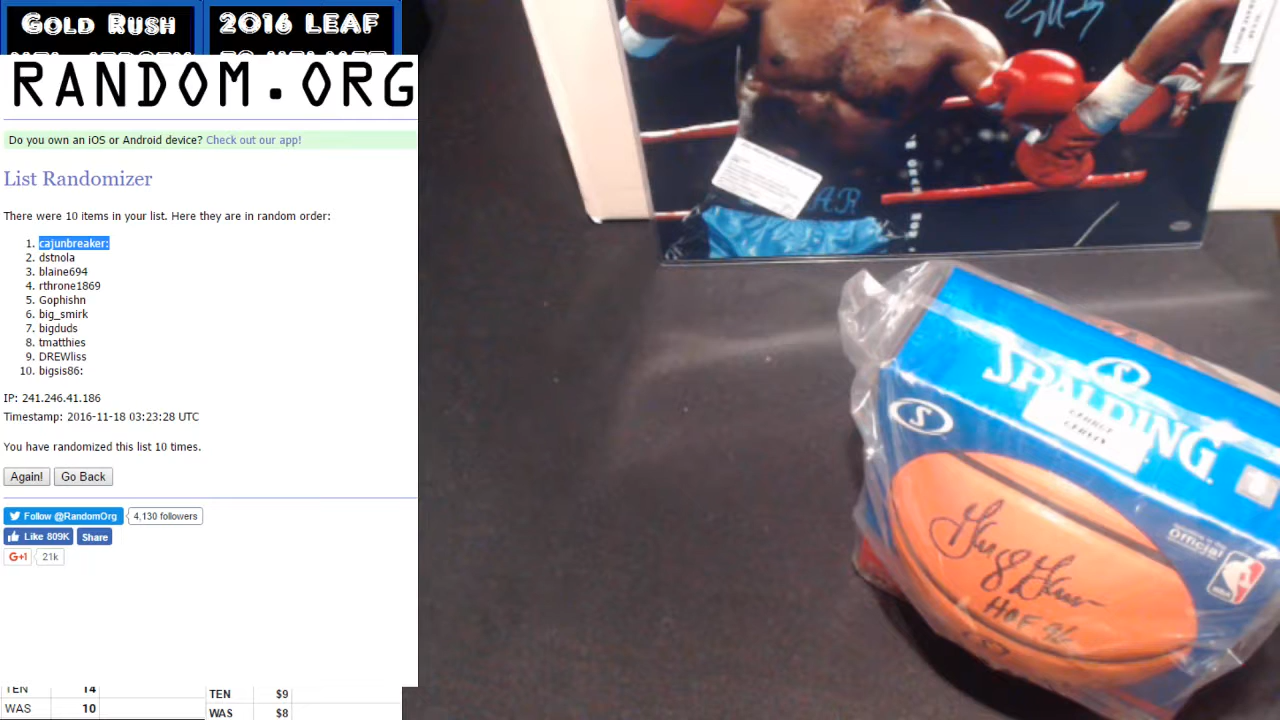 GOLD RUSH
2016 LEAF
RANDOM.ORG
Do you own an iOS or Android device? Check out our app!
List Randomizer
There were 10 items in your list. Here they are in random order:
1. cajunbreaker:
2. dstnola
3. blaine694
4. rthrone1869
5. Gophishn
6. big_smirk
7. bigduds
8. tmatthies
9. DREWliss
10. bigsis86:
IP: 241.246.41.186
Timestamp: 2016-11-18 03:23:28 UTC
You have randomized this list 10 times.
Again! Go Back
Follow @RandomOrg 4,130 followers
Like 809K Share
G+1 21k
TEN 14
WAS 10
TEN $9
WAS $8
S
SPALDING
S
GEORGE
GERVIN
Official
NBA
HOF 96